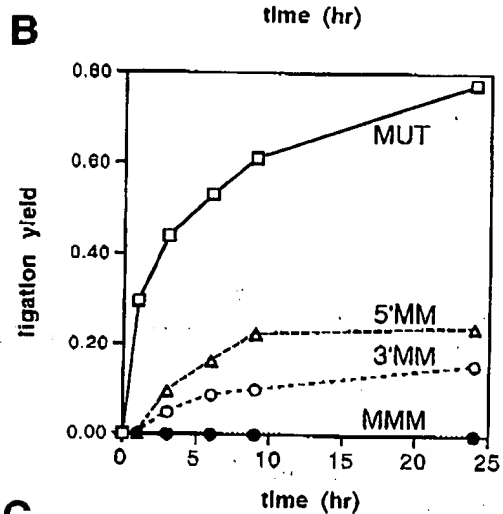 time (hr)
B
0.80
MUT
0.60
0.40
ligation yield
5'MM
0.20
3'MM
MMM
0.00
0 5 10 15 20 25
time (hr)
C